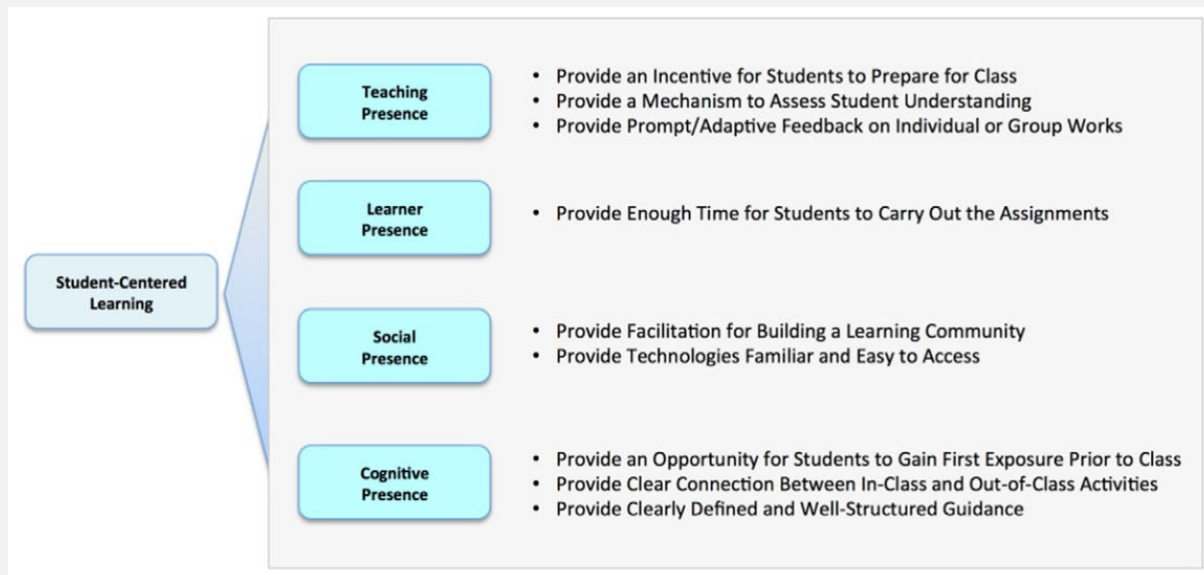 Student-Centered
Learning
Teaching
Presence
• Provide an Incentive for Students to Prepare for Class
• Provide a Mechanism to Assess Student Understanding
• Provide Prompt/Adaptive Feedback on Individual or Group Works
Learner
Presence
• Provide Enough Time for Students to Carry Out the Assignments
Social
Presence
• Provide Facilitation for Building a Learning Community
• Provide Technologies Familiar and Easy to Access
Cognitive
Presence
• Provide an Opportunity for Students to Gain First Exposure Prior to Class
• Provide Clear Connection Between In-Class and Out-of-Class Activities
• Provide Clearly Defined and Well-Structured Guidance